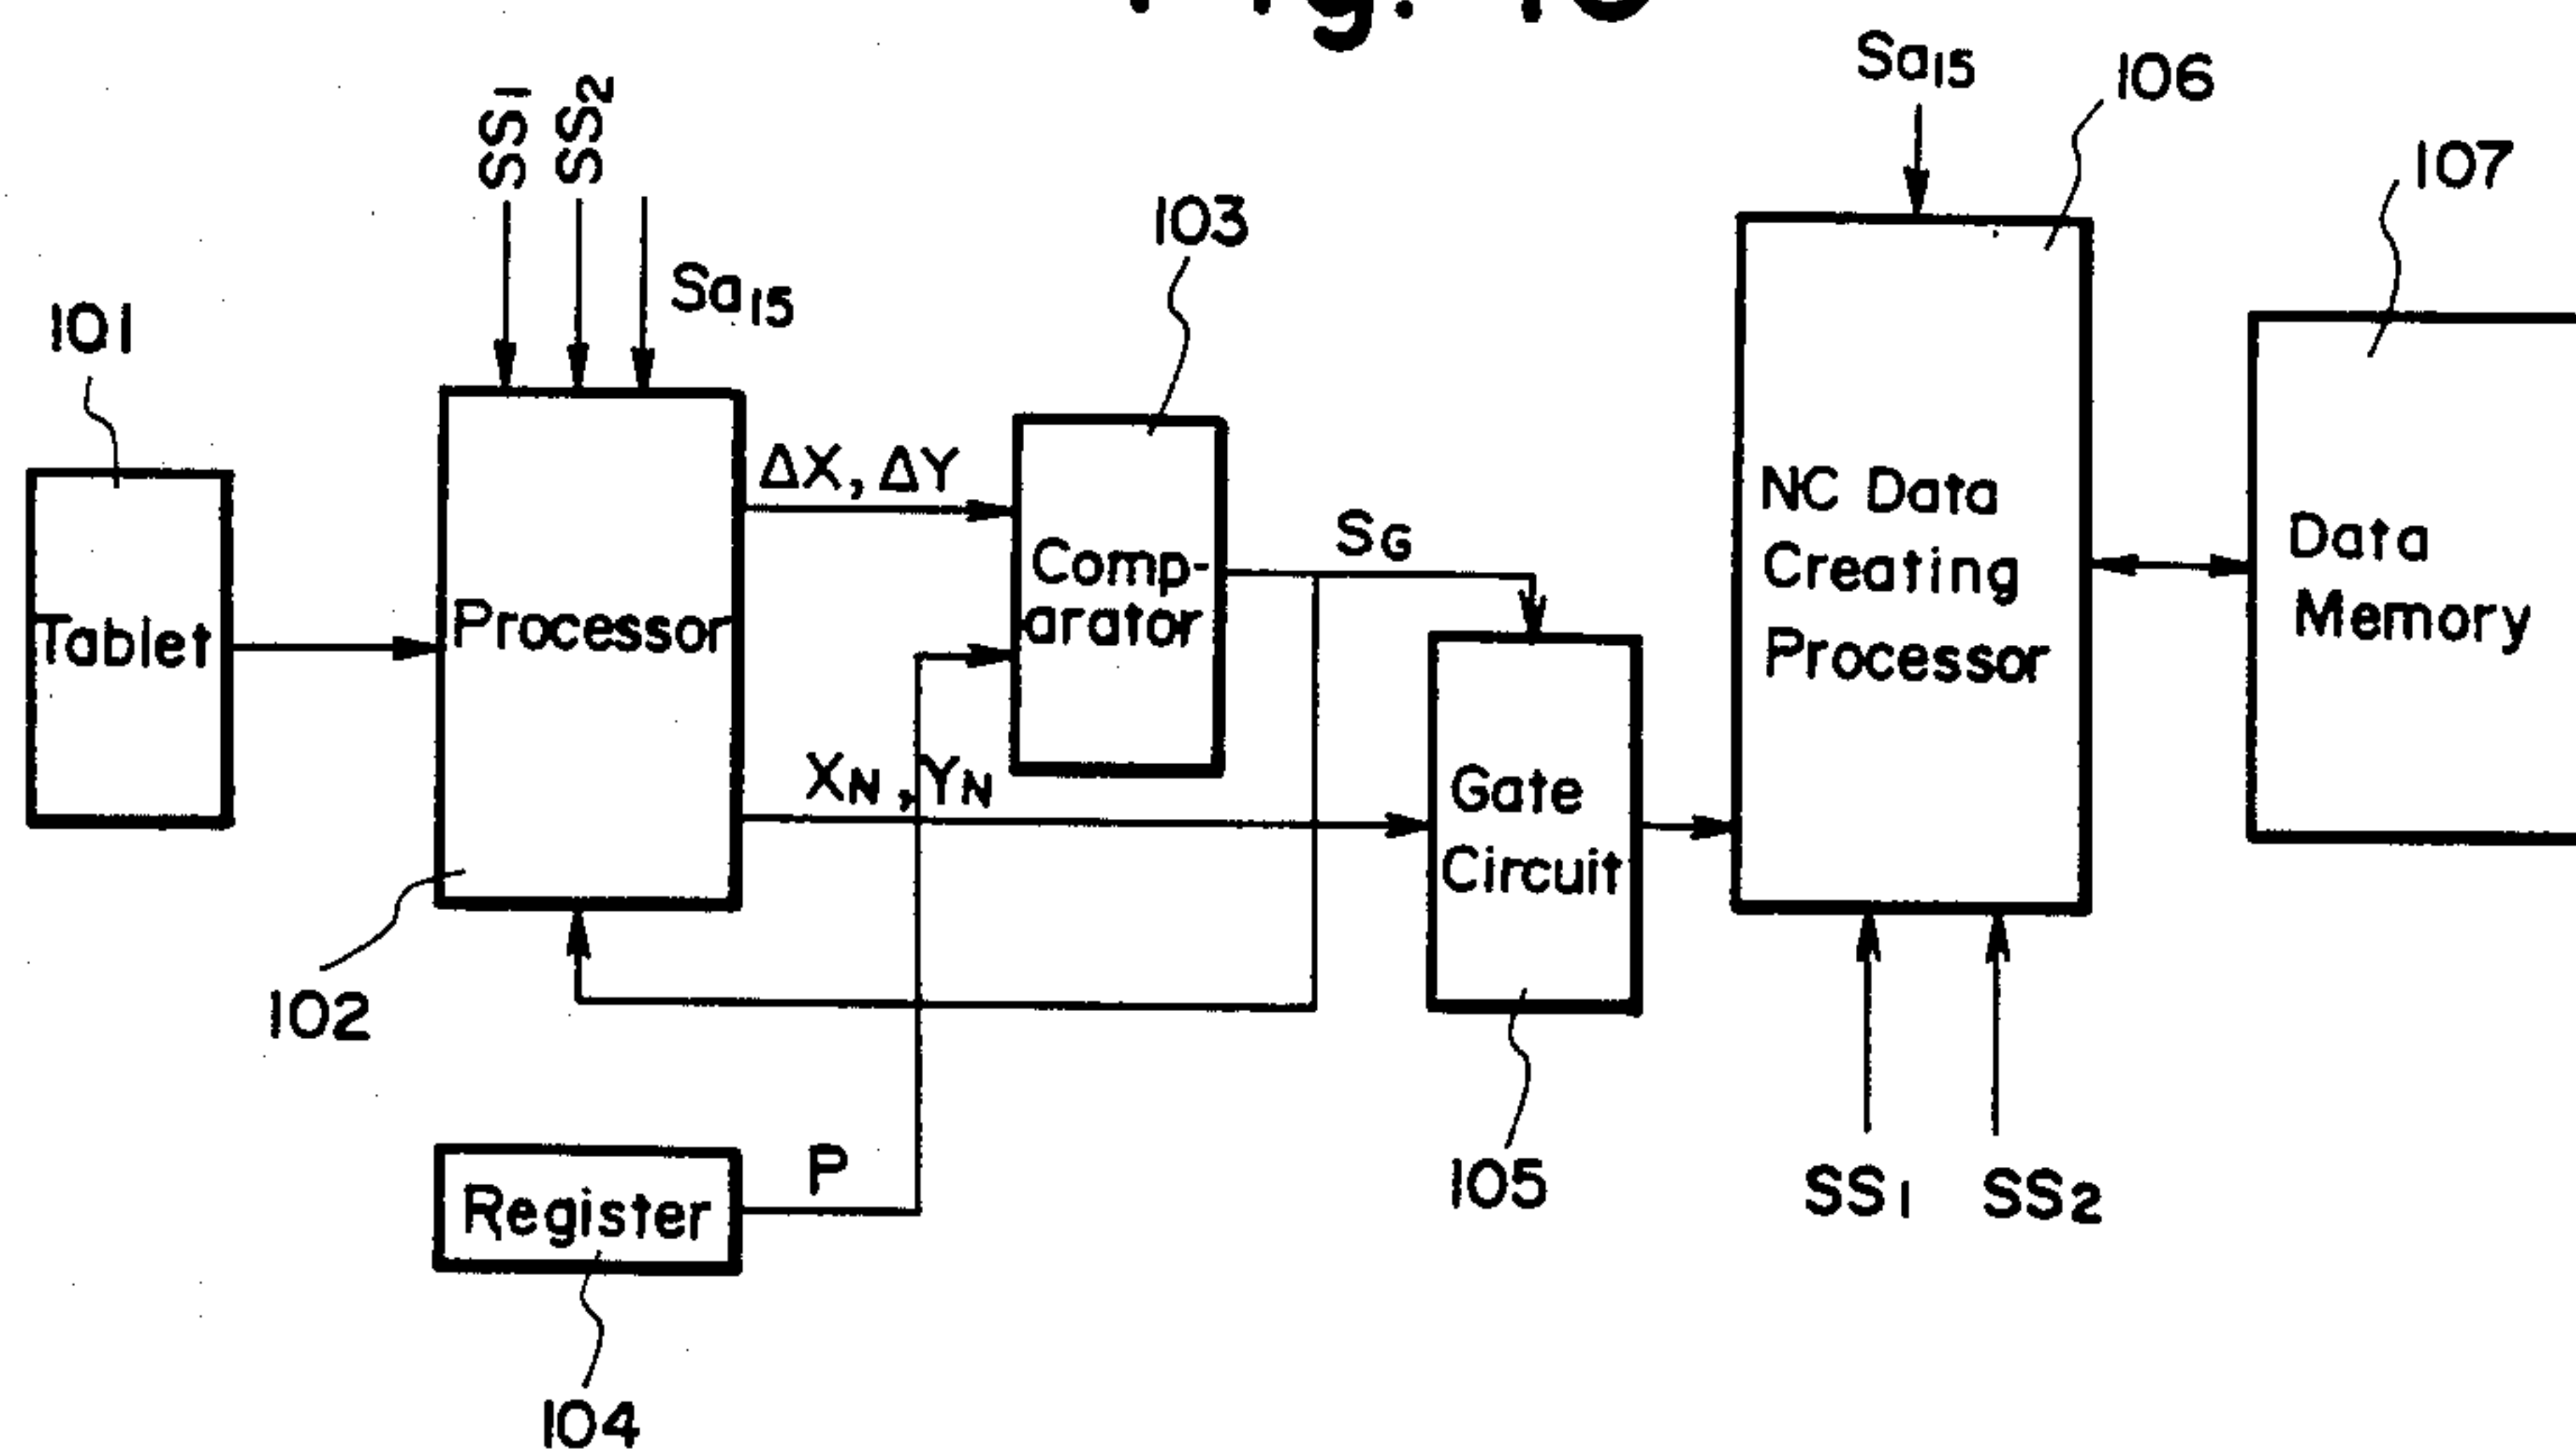 Sa15
106
SS1
SS2
107
103
Sa15
101
ΔX, ΔY
NC Data
Creating
Processor
SG
Comp-
arator
Data
Memory
Tablet
Processor
XN, YN
Gate
Circuit
102
P
Register
105
SS1
SS2
104